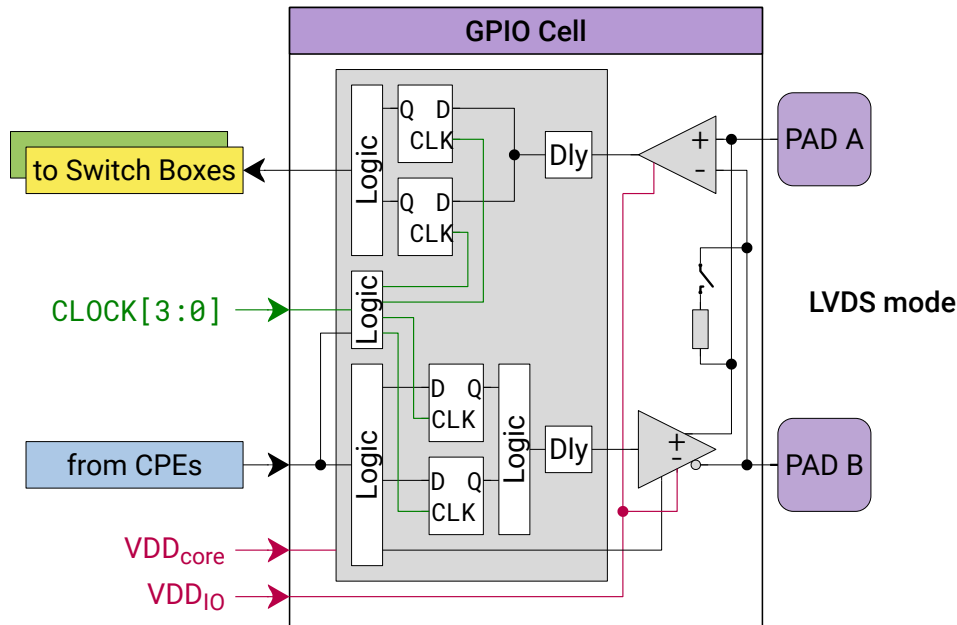 GPIO Cell
Logic
Q D
CLK
Q D
CLK
Dly
+
-
PAD A
to Switch Boxes
CLOCK[3:0]
Logic
LVDS mode
from CPEs
Logic
D Q
CLK
D Q
CLK
Logic
Dly
+
-
PAD B
VDDcore
VDDIO